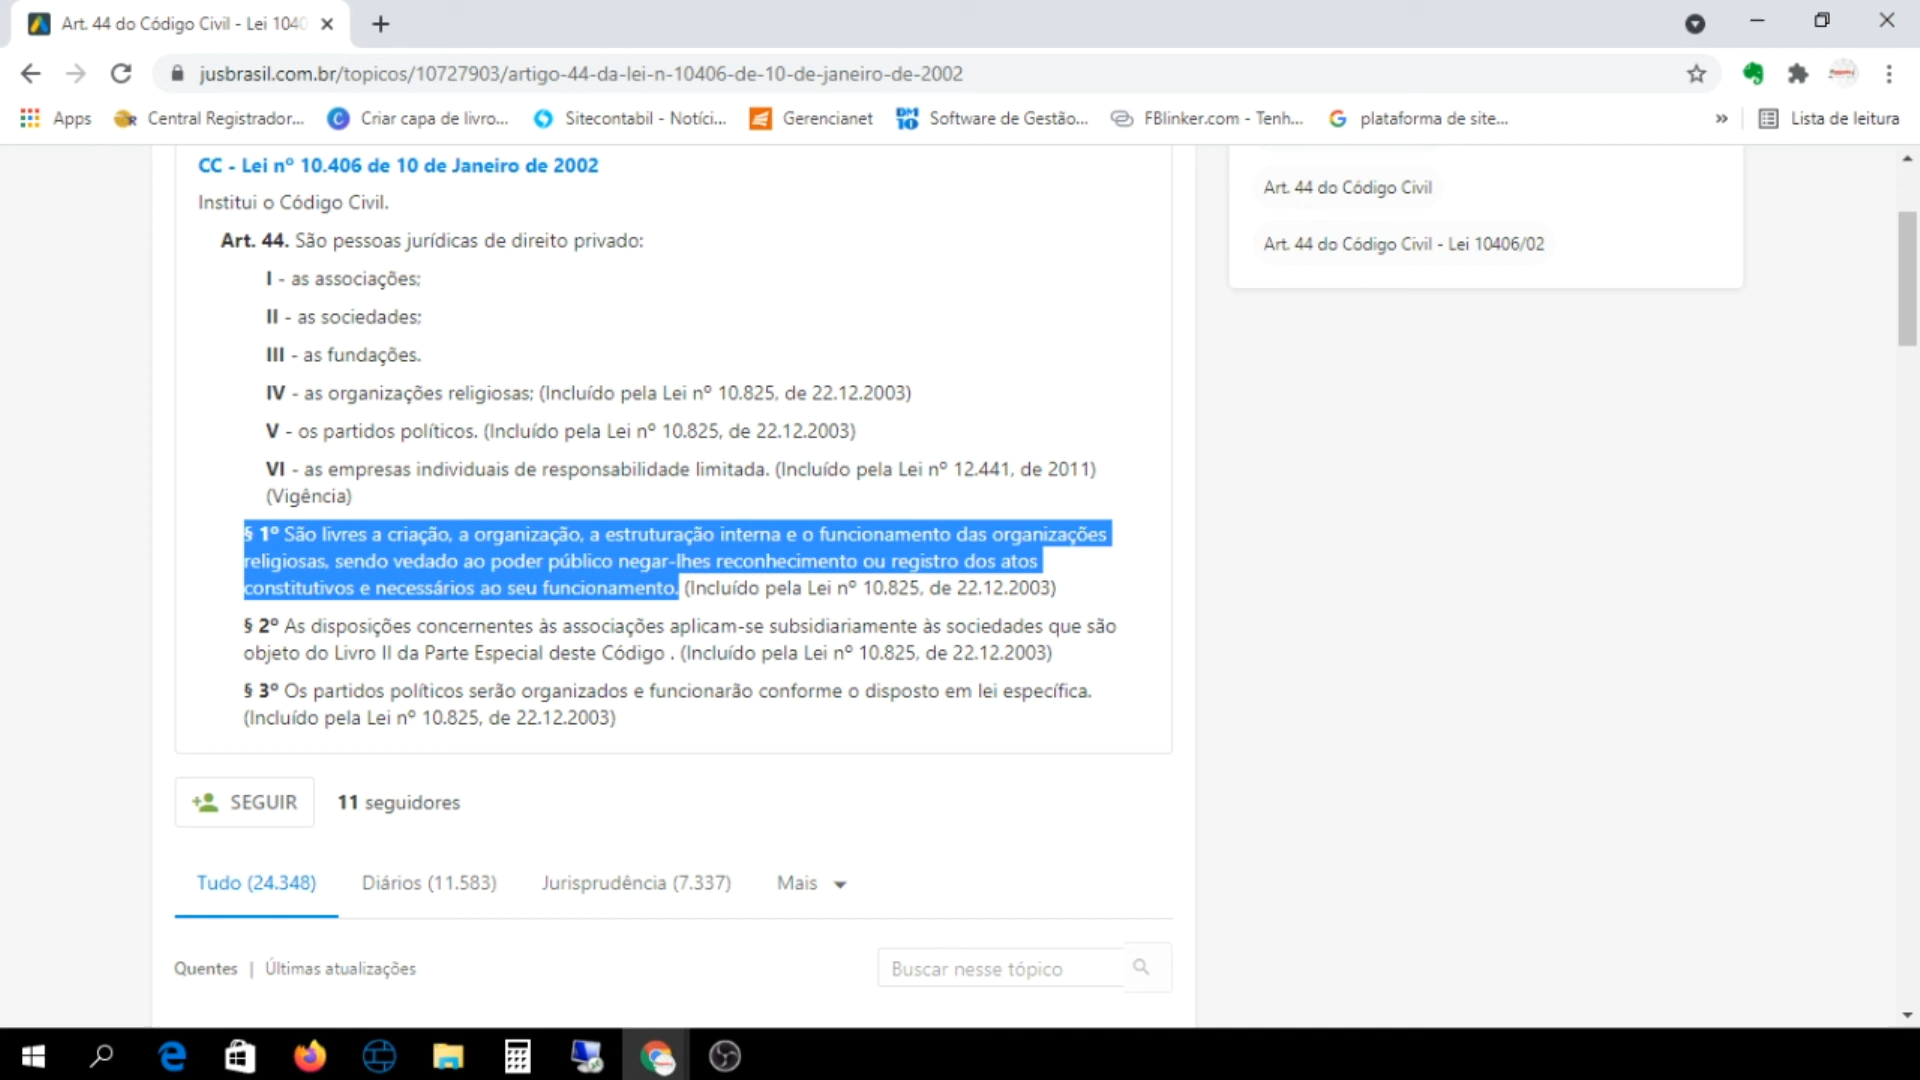 Art. 44 do Código Civil - Lei 1040
jusbrasil.com.br/topicos/10727903/artigo-44-da-lei-n-10406-de-10-de-janeiro-de-2002
Apps Central Registrador... Criar capa de livro... Sitecontabil - Notíci... Gerencianet Software de Gestão... FBlinker.com - Tenh... plataforma de site... » Lista de leitura
CC - Lei nº 10.406 de 10 de Janeiro de 2002
Institui o Código Civil.
Art. 44. São pessoas jurídicas de direito privado:
I - as associações;
II - as sociedades;
III - as fundações.
IV - as organizações religiosas; (Incluído pela Lei nº 10.825, de 22.12.2003)
V - os partidos políticos. (Incluído pela Lei nº 10.825, de 22.12.2003)
VI - as empresas individuais de responsabilidade limitada. (Incluído pela Lei nº 12.441, de 2011)
(Vigência)
§ 1º São livres a criação, a organização, a estruturação interna e o funcionamento das organizações
religiosas, sendo vedado ao poder público negar-lhes reconhecimento ou registro dos atos
constitutivos e necessários ao seu funcionamento. (Incluído pela Lei nº 10.825, de 22.12.2003)
§ 2º As disposições concernentes às associações aplicam-se subsidiariamente às sociedades que são
objeto do Livro II da Parte Especial deste Código . (Incluído pela Lei nº 10.825, de 22.12.2003)
§ 3º Os partidos políticos serão organizados e funcionarão conforme o disposto em lei específica.
(Incluído pela Lei nº 10.825, de 22.12.2003)
SEGUIR 11 seguidores
Tudo (24.348) Diários (11.583) Jurisprudência (7.337) Mais
Quentes | Últimas atualizações
Buscar nesse tópico
Art. 44 do Código Civil
Art. 44 do Código Civil - Lei 10406/02